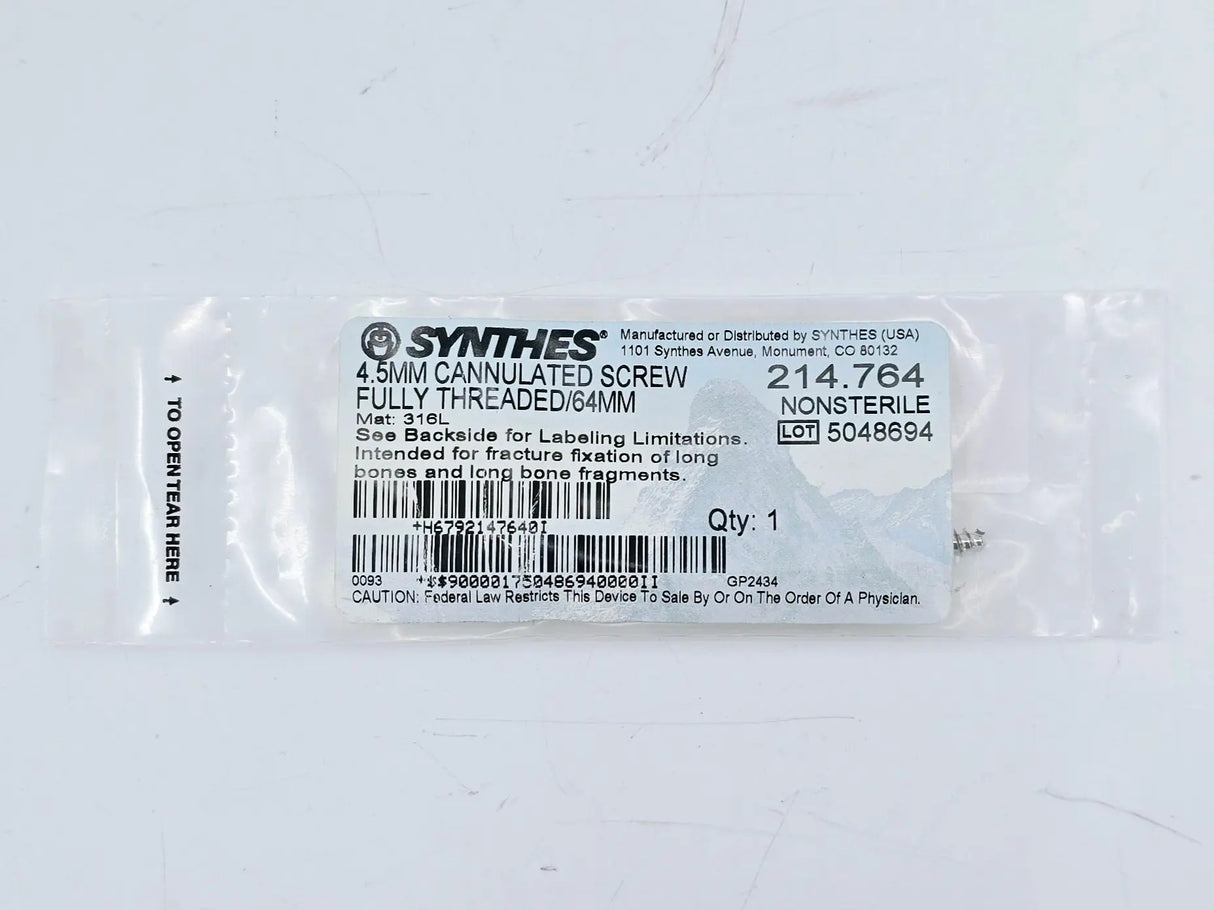 ↑ TO OPEN TEAR HERE ↑
SYNTHES®
Manufactured or Distributed by SYNTHES (USA)
1101 Synthes Avenue, Monument, CO 80132
4.5MM CANNULATED SCREW
FULLY THREADED/64MM
214.764
NONSTERILE
LOT 5048694
Mat: 316L
See Backside for Labeling Limitations.
Intended for fracture fixation of long
bones and long bone fragments.
+H6792147640I
Qty: 1
0093
GP2434
CAUTION: Federal Law Restricts This Device To Sale By Or On The Order Of A Physician.